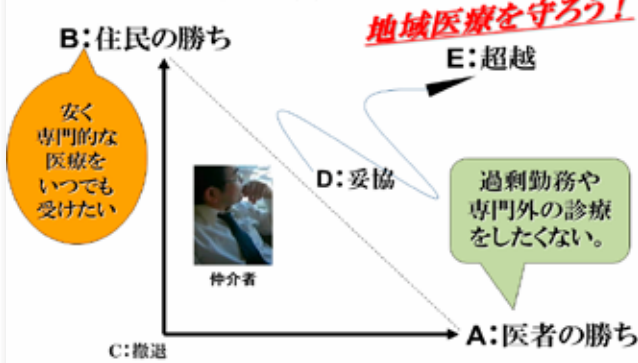 地域医療を守ろう！
B：住民の勝ち
E：超越
安く
専門的な
医療を
いつでも
受けたい
D：妥協
過剰勤務や
専門外の診療
をしたくない。
仲介者
A：医者の勝ち
C：撤退